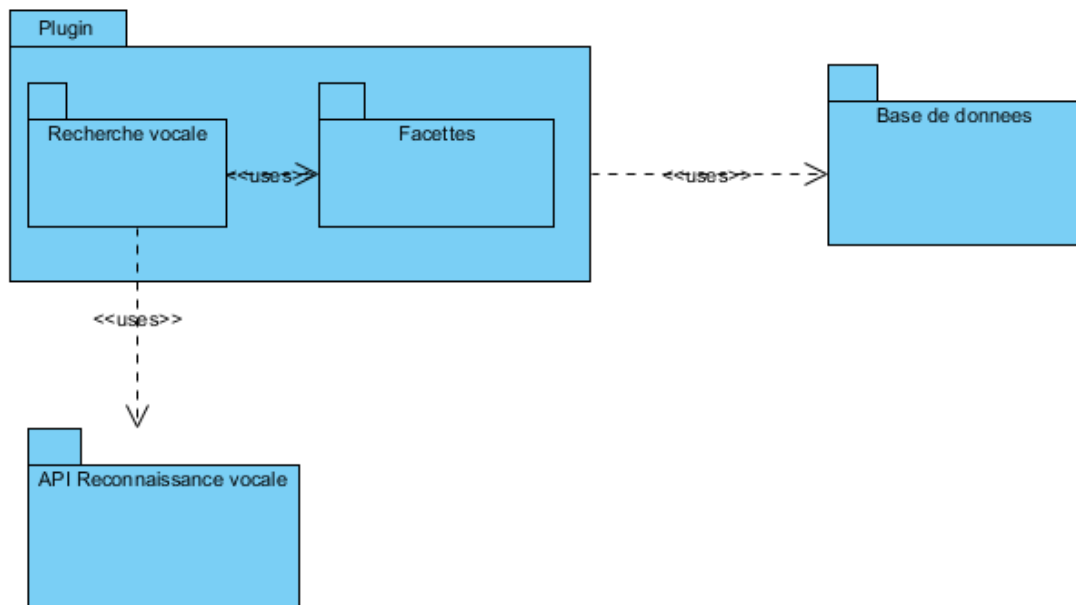 Plugin
Recherche vocale
Facettes
Base de donnees
<<uses>>
<<uses>>
<<uses>>
API Reconnaissance vocale